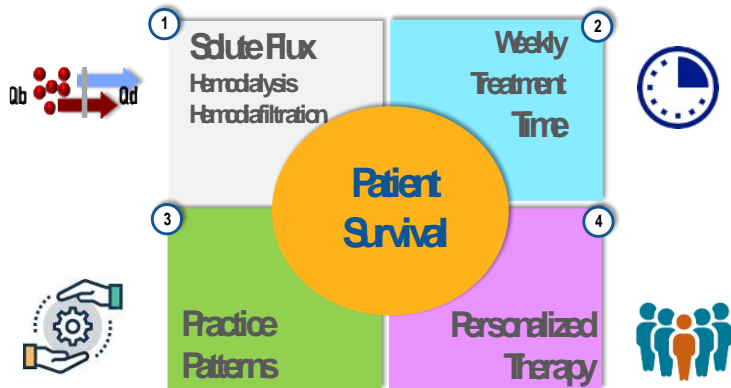 1
Solute Flux
Hemodialysis
Hemodiafiltration
Qb
Qd
2
Weekly
Treatment
Time
Patient
Survival
3
Practice
Patterns
4
Personalized
Therapy